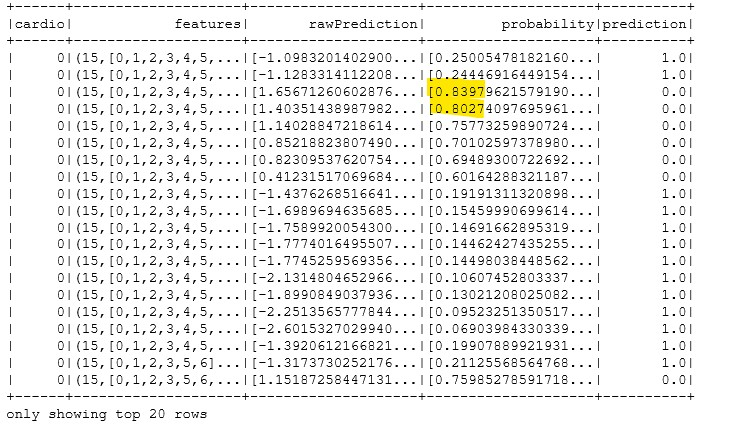 +------+--------------------+--------------------+--------------------+----------+
|cardio|            features|       rawPrediction|         probability|prediction|
+------+--------------------+--------------------+--------------------+----------+
|     0|(15,[0,1,2,3,4,5,...|[-1.0983201402900...|[0.25005478182160...|       1.0|
|     0|(15,[0,1,2,3,4,5,...|[-1.1283314112208...|[0.24446916449154...|       1.0|
|     0|(15,[0,1,2,3,4,5,...|[1.65671260602876...|[0.83979621579190...|       0.0|
|     0|(15,[0,1,2,3,4,5,...|[1.40351438987982...|[0.80274097695961...|       0.0|
|     0|(15,[0,1,2,3,4,5,...|[1.14028847218614...|[0.75773259890724...|       0.0|
|     0|(15,[0,1,2,3,4,5,...|[0.85218823807490...|[0.70102597378980...|       0.0|
|     0|(15,[0,1,2,3,4,5,...|[0.82309537620754...|[0.69489300722692...|       0.0|
|     0|(15,[0,1,2,3,4,5,...|[0.41231517069684...|[0.60164288321187...|       0.0|
|     0|(15,[0,1,2,3,4,5,...|[-1.4376268516641...|[0.19191311320898...|       1.0|
|     0|(15,[0,1,2,3,4,5,...|[-1.6989694635685...|[0.15459990699614...|       1.0|
|     0|(15,[0,1,2,3,4,5,...|[-1.7589920054300...|[0.14691662895319...|       1.0|
|     0|(15,[0,1,2,3,4,5,...|[-1.7774016495507...|[0.14462427435255...|       1.0|
|     0|(15,[0,1,2,3,4,5,...|[-1.7745259569356...|[0.14498038448562...|       1.0|
|     0|(15,[0,1,2,3,4,5,...|[-2.1314804652966...|[0.10607452803337...|       1.0|
|     0|(15,[0,1,2,3,4,5,...|[-1.8990849037936...|[0.13021208025082...|       1.0|
|     0|(15,[0,1,2,3,4,5,...|[-2.2513565777844...|[0.09523251350517...|       1.0|
|     0|(15,[0,1,2,3,4,5,...|[-2.6015327029940...|[0.06903984330339...|       1.0|
|     0|(15,[0,1,2,3,4,5,...|[-1.3920612166821...|[0.19907889921931...|       1.0|
|     0|(15,[0,1,2,3,5,6]...|[-1.3173730252176...|[0.21125568564768...|       1.0|
|     0|(15,[0,1,2,3,5,6,...|[1.15187258447131...|[0.75985278591718...|       0.0|
+------+--------------------+--------------------+--------------------+----------+
only showing top 20 rows